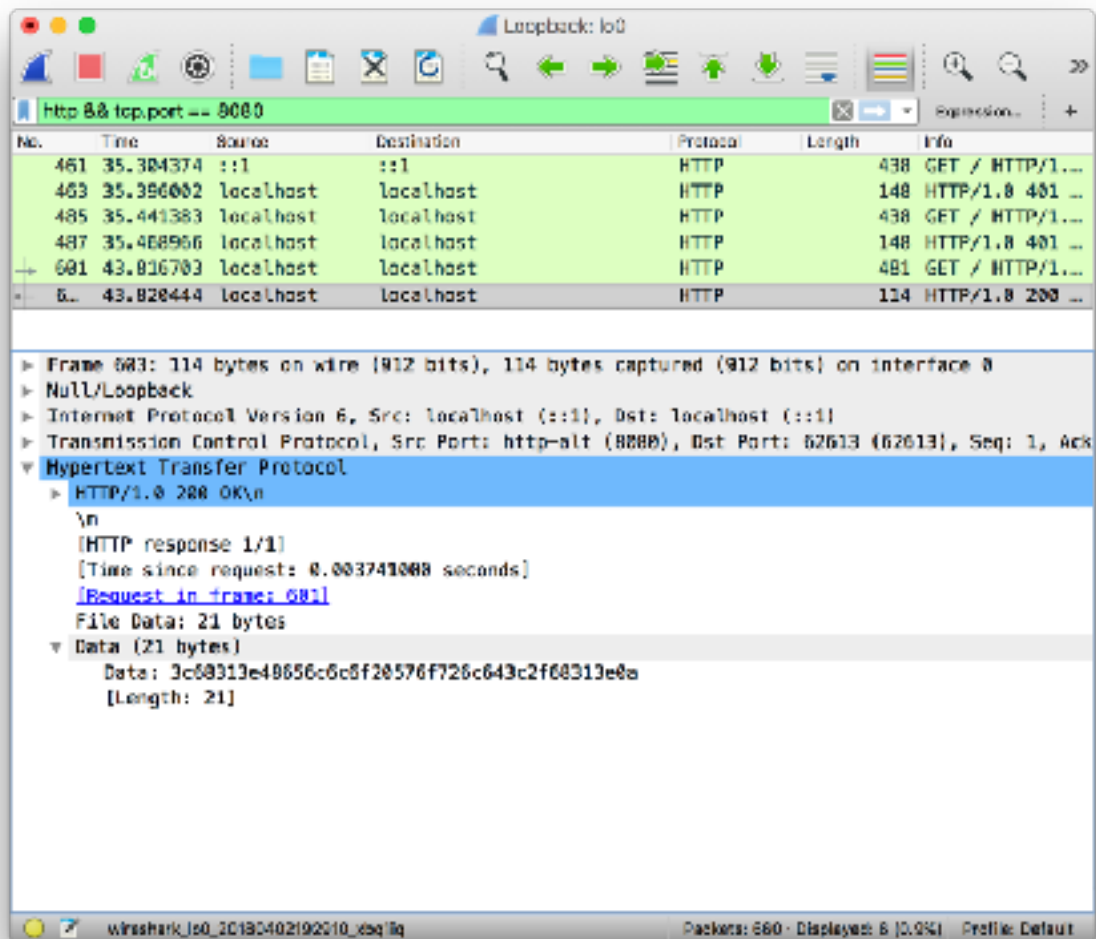 Loopback: lo0
http && tcp.port == 8080
Expression... +
No. Time Source Destination Protocol Length Info
461 35.304374 ::1 ::1 HTTP 438 GET / HTTP/1....
463 35.396002 localhost localhost HTTP 148 HTTP/1.0 401 ...
485 35.441383 localhost localhost HTTP 438 GET / HTTP/1....
487 35.468966 localhost localhost HTTP 148 HTTP/1.0 401 ...
601 43.816703 localhost localhost HTTP 481 GET / HTTP/1....
6... 43.820444 localhost localhost HTTP 114 HTTP/1.0 200 ...
Frame 603: 114 bytes on wire (912 bits), 114 bytes captured (912 bits) on interface 0
Null/Loopback
Internet Protocol Version 6, Src: localhost (::1), Dst: localhost (::1)
Transmission Control Protocol, Src Port: http-alt (8080), Dst Port: 62613 (62613), Seq: 1, Ack
Hypertext Transfer Protocol
HTTP/1.0 200 OK\n
\n
[HTTP response 1/1]
[Time since request: 0.003741000 seconds]
[Request in frame: 601]
File Data: 21 bytes
Data (21 bytes)
Data: 3c68313e48656c6c6f20576f726c643c2f68313e0a
[Length: 21]
Packets: 660 · Displayed: 6 (0.9%) Profile: Default